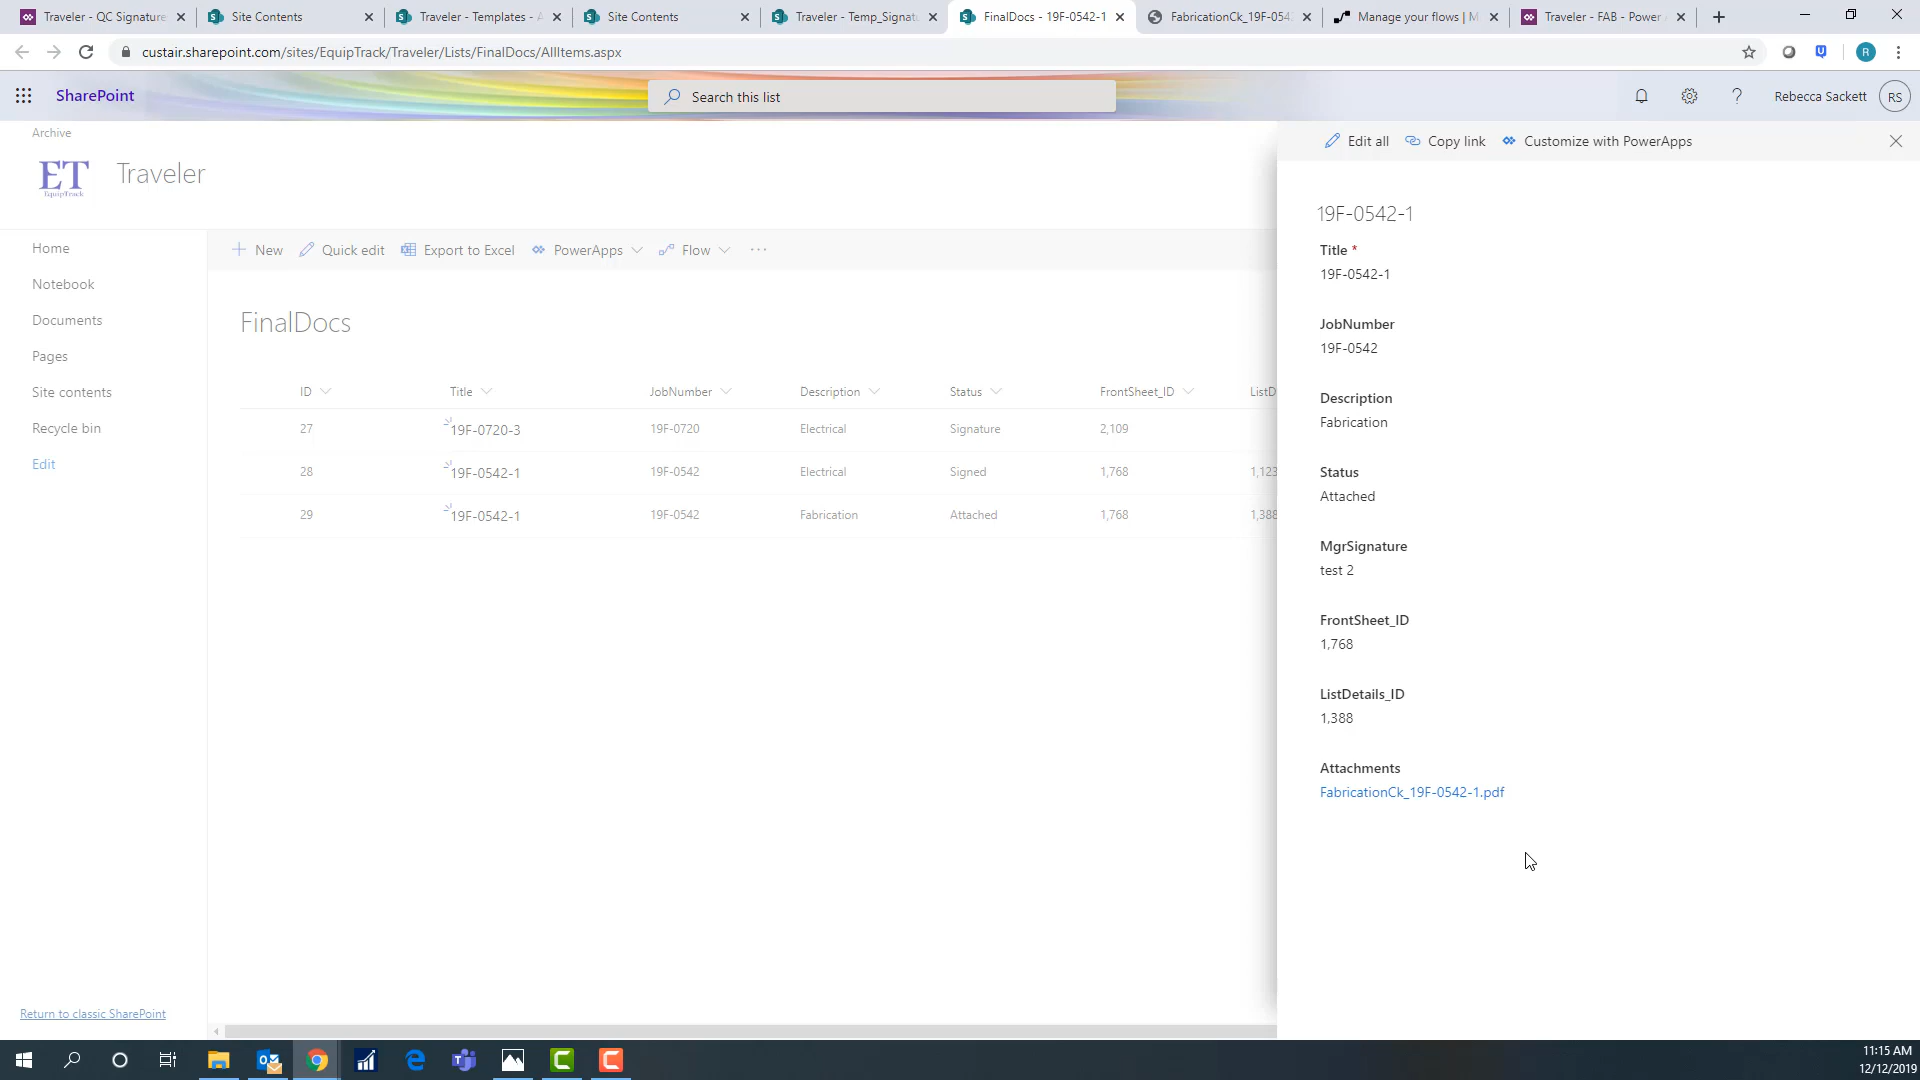 Traveler - QC Signature
Site Contents
Traveler - Templates - A
Site Contents
Traveler - Temp_Signat
FinalDocs - 19F-0542-1
FabricationCk_19F-054
Manage your flows | M
Traveler - FAB - Power A
custair.sharepoint.com/sites/EquipTrack/Traveler/Lists/FinalDocs/AllItems.aspx
R
SharePoint
Search this list
Rebecca Sackett
RS
Archive
ET
EquipTrack
Traveler
Edit all
Copy link
Customize with PowerApps
Home
Notebook
Documents
Pages
Site contents
Recycle bin
Edit
Return to classic SharePoint
New
Quick edit
Export to Excel
PowerApps
Flow
FinalDocs
ID Title JobNumber Description Status FrontSheet_ID ListD
27 19F-0720-3 19F-0720 Electrical Signature 2,109
28 19F-0542-1 19F-0542 Electrical Signed 1,768 1,123
29 19F-0542-1 19F-0542 Fabrication Attached 1,768 1,388
19F-0542-1
Title *
19F-0542-1
JobNumber
19F-0542
Description
Fabrication
Status
Attached
MgrSignature
test 2
FrontSheet_ID
1,768
ListDetails_ID
1,388
Attachments
FabricationCk_19F-0542-1.pdf
11:15 AM
12/12/2019